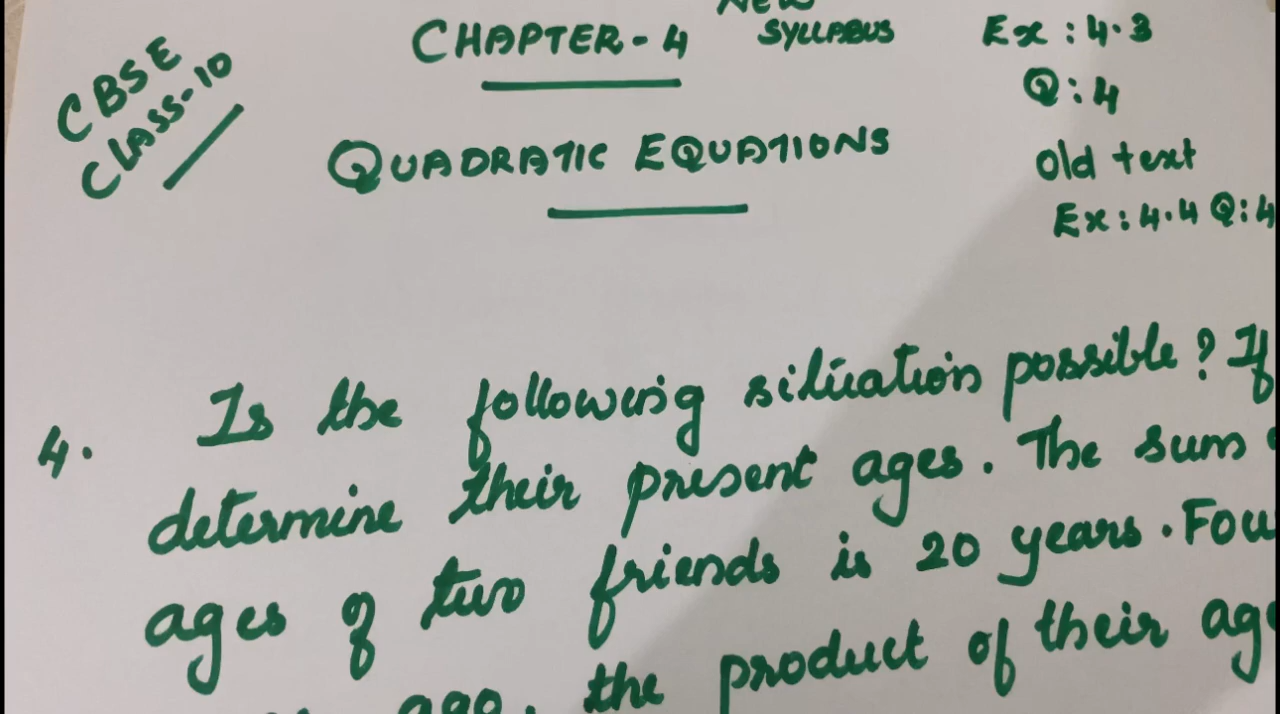 CBSE
CLASS-10
CHAPTER-4
NEW
SYLLABUS
Ex : 4.3
Q : 4
QUADRATIC EQUATIONS
Old text
Ex : 4.4 Q : 4
4. Is the following situation possible? If
determine their present ages. The sum
ages of two friends is 20 years. Fou
ago, the product of their age